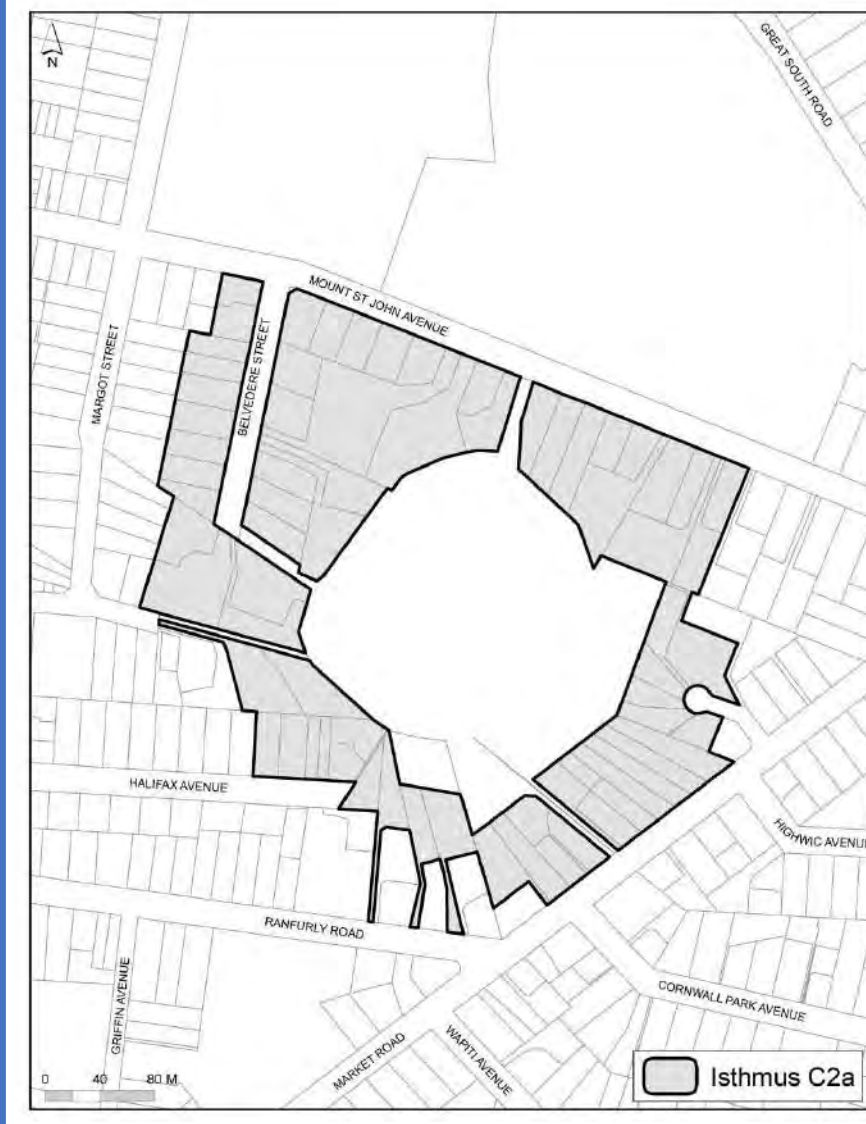 N
GREAT SOUTH ROAD
MOUNT ST JOHN AVENUE
MARGOT STREET
BELVEDERE STREET
HALIFAX AVENUE
HIGHWIC AVENUE
RANFURLY ROAD
GRIFFIN AVENUE
CORNWALL PARK AVENUE
MARKET ROAD
WAPITI AVENUE
0 40 80 M
Isthmus C2a